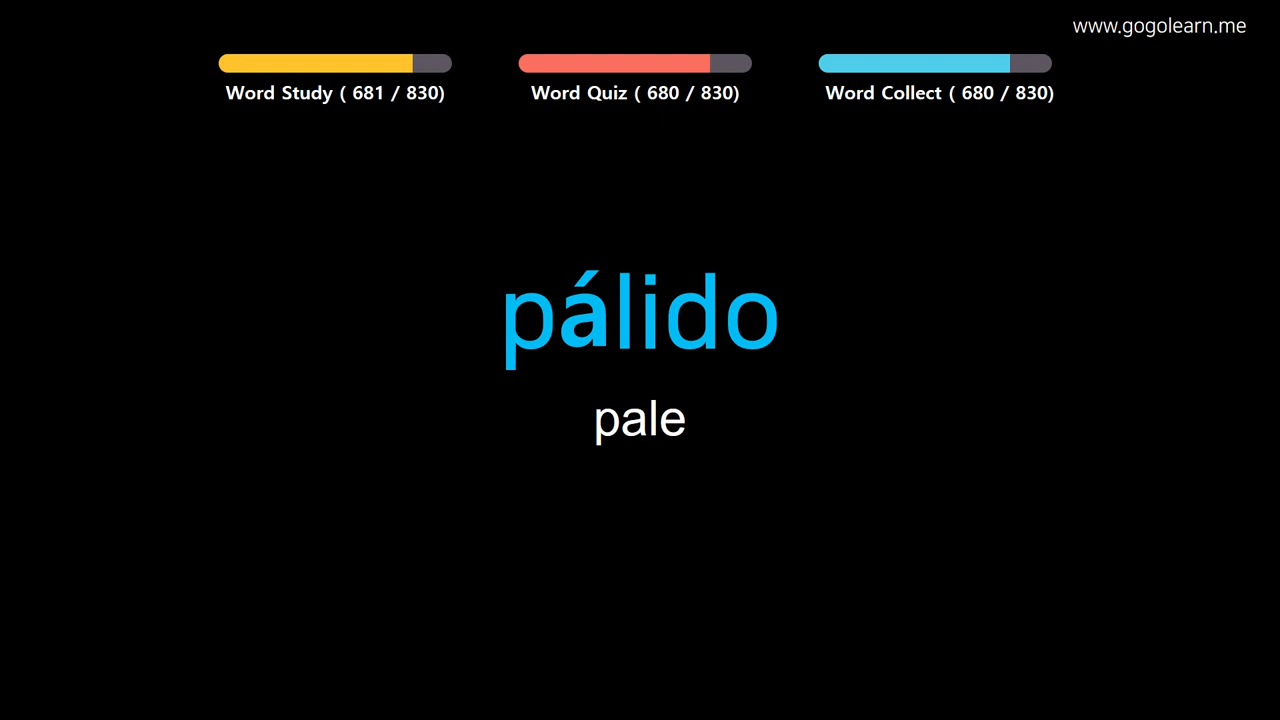 www.gogolearn.me
Word Study ( 681 / 830)
Word Quiz ( 680 / 830)
Word Collect ( 680 / 830)
pálido
pale